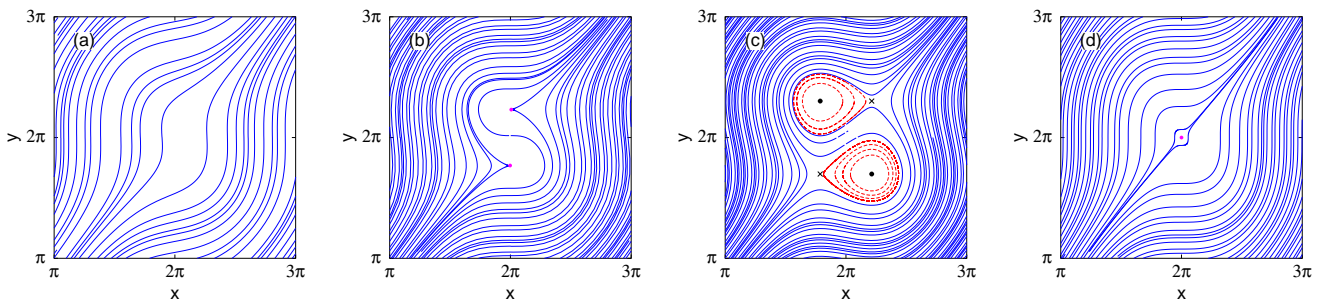 3π 3π 3π 3π
(a) (b) (c) (d)
y 2π y 2π y 2π y 2π
π π π π
π 2π 3π π 2π 3π π 2π 3π π 2π 3π
x x x x